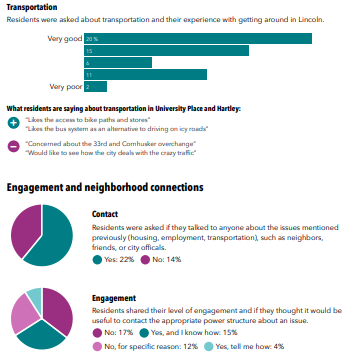 Transportation
Residents were asked about transportation and their experience with getting around in Lincoln.
Very good 20 %
15
6
11
Very poor 2
What residents are saying about transportation in University Place and Hartley:
+ "Likes the access to bike paths and stores"
"Likes the bus system as an alternative to driving on icy roads"
– "Concerned about the 33rd and Cornhusker overchange"
"Would like to see how the city deals with the crazy traffic"
Engagement and neighborhood connections
Contact
Residents were asked if they talked to anyone about the issues mentioned
previously (housing, employment, transportation), such as neighbors,
friends, or city officals.
Yes: 22% No: 14%
Engagement
Residents shared their level of engagement and if they thought it would be
useful to contact the appropriate power structure about an issue.
No: 17% Yes, and I know how: 15%
No, for specific reason: 12% Yes, tell me how: 4%